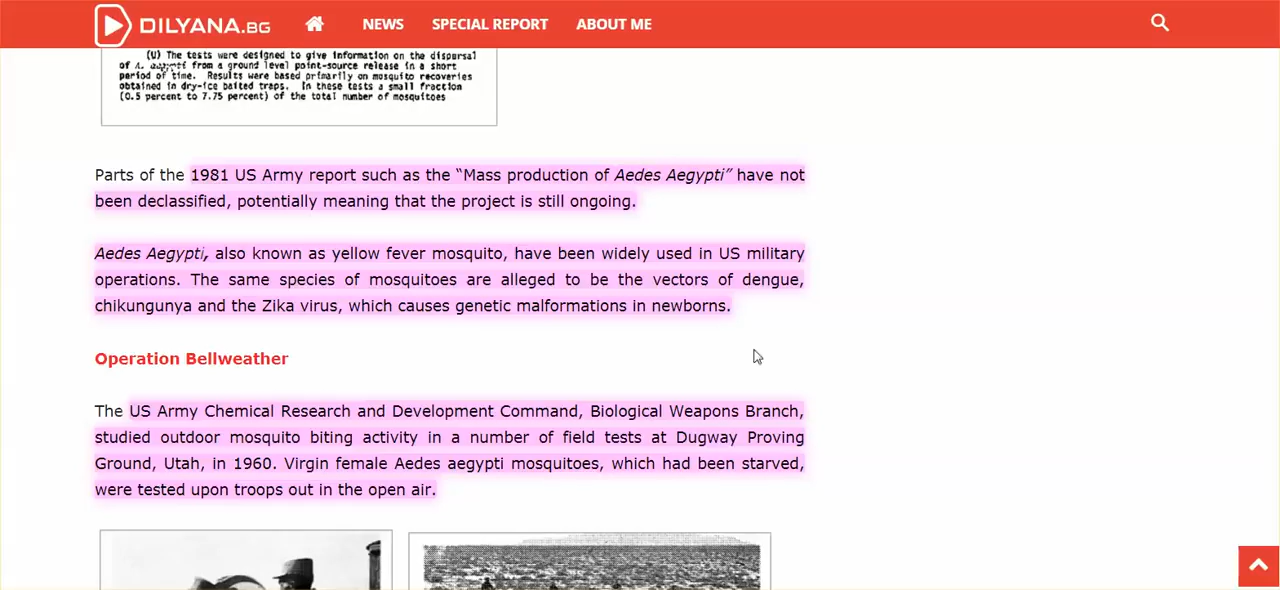 DILYANA.BG
NEWS SPECIAL REPORT ABOUT ME
(U) The tests were designed to give information on the dispersal
of A. aegypti from a ground level point-source release in a short
period of time. Results were based primarily on mosquito recoveries
obtained in dry-ice baited traps. In these tests a small fraction
(0.5 percent to 7.75 percent) of the total number of mosquitoes
Parts of the 1981 US Army report such as the “Mass production of Aedes Aegypti” have not
been declassified, potentially meaning that the project is still ongoing.
Aedes Aegypti, also known as yellow fever mosquito, have been widely used in US military
operations. The same species of mosquitoes are alleged to be the vectors of dengue,
chikungunya and the Zika virus, which causes genetic malformations in newborns.
Operation Bellweather
The US Army Chemical Research and Development Command, Biological Weapons Branch,
studied outdoor mosquito biting activity in a number of field tests at Dugway Proving
Ground, Utah, in 1960. Virgin female Aedes aegypti mosquitoes, which had been starved,
were tested upon troops out in the open air.